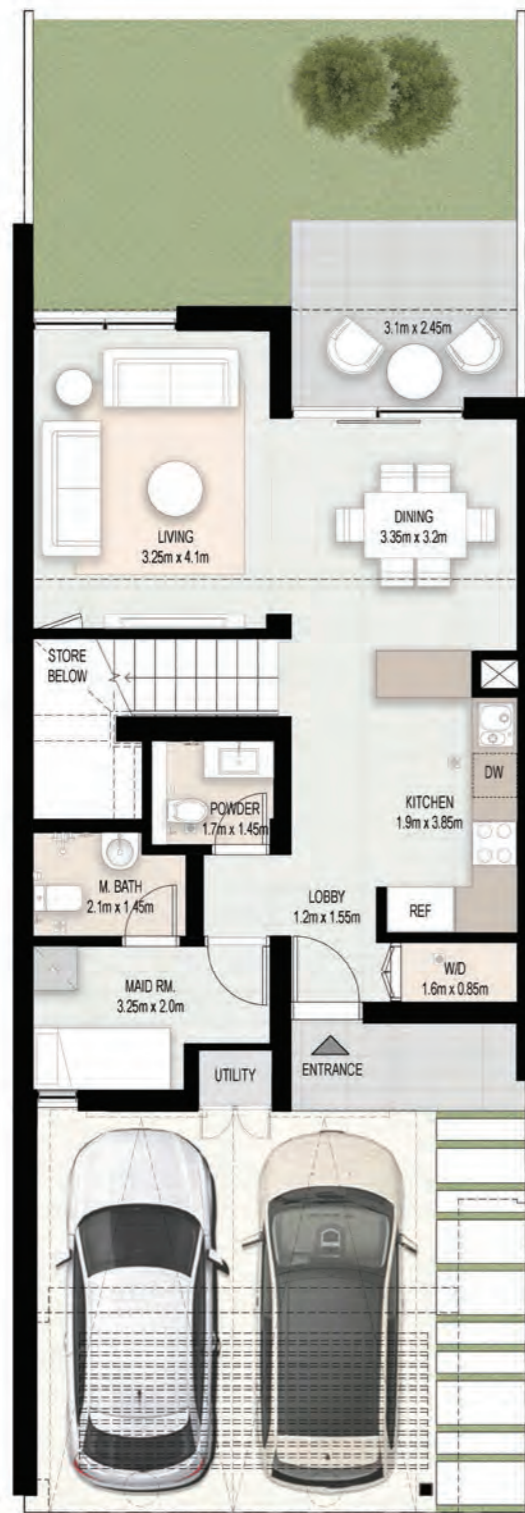 3.1m x 2.45m
LIVING
3.25m x 4.1m
DINING
3.35m x 3.2m
STORE
BELOW
DW
POWDER
1.7m x 1.45m
KITCHEN
1.9m x 3.85m
M. BATH
2.1m x 1.45m
LOBBY
1.2m x 1.55m
REF
W/D
1.6m x 0.85m
MAID RM.
3.25m x 2.0m
UTILITY
ENTRANCE